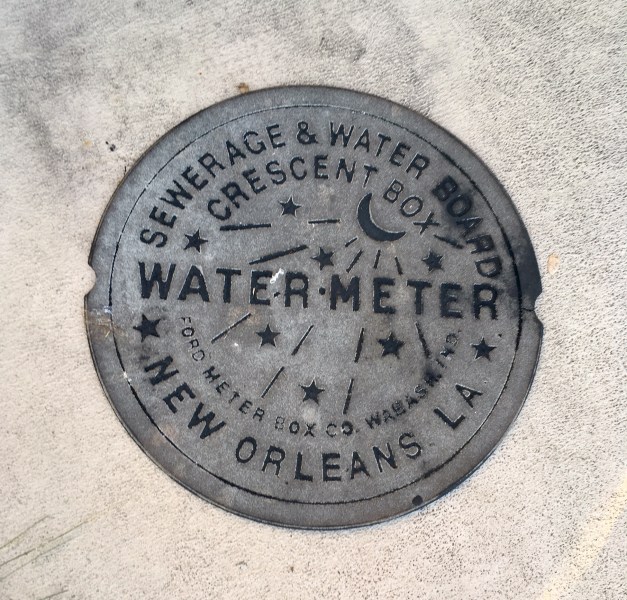 SEWERAGE & WATER BOARD
CRESCENT BOX
WATER·METER
FORD METER BOX CO. WABASH, IND.
NEW ORLEANS LA